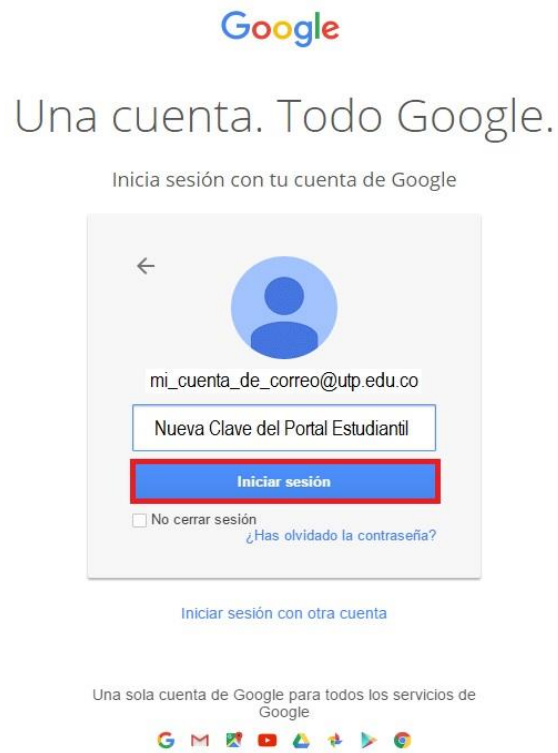 Google
Una cuenta. Todo Google.
Inicia sesión con tu cuenta de Google
mi_cuenta_de_correo@utp.edu.co
Nueva Clave del Portal Estudiantil
Iniciar sesión
No cerrar sesión
¿Has olvidado la contraseña?
Iniciar sesión con otra cuenta
Una sola cuenta de Google para todos los servicios de
Google